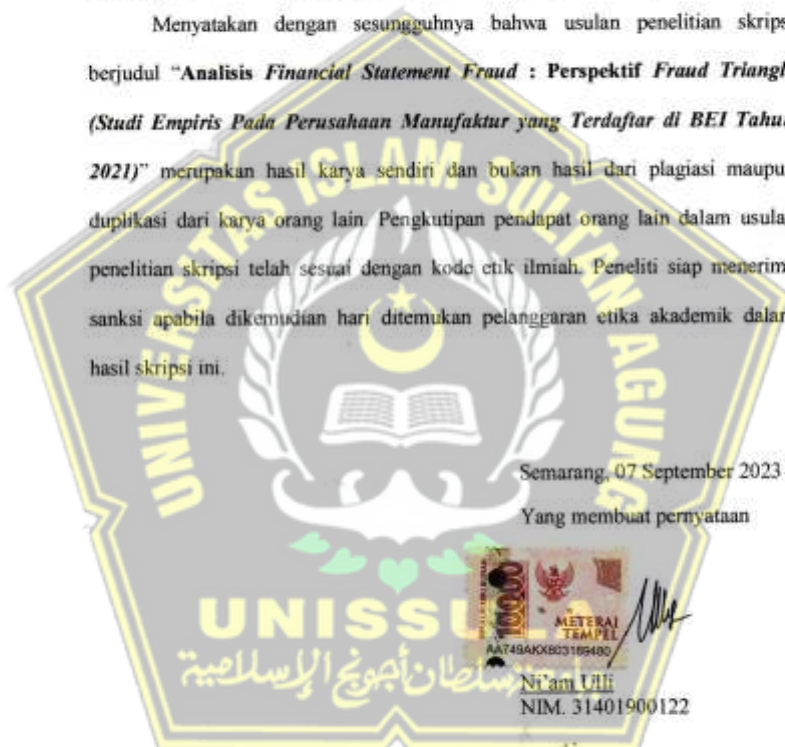 Menyatakan dengan sesungguhnya bahwa usulan penelitian skrips
berjudul "Analisis Financial Statement Fraud : Perspektif Fraud Triangl
(Studi Empiris Pada Perusahaan Manufaktur yang Terdaftar di BEI Tahu
2021)" merupakan hasil karya sendiri dan bukan hasil dari plagiasi maupu
duplikasi dari karya orang lain. Pengkutipan pendapat orang lain dalam usula
penelitian skripsi telah sesuai dengan kode etik ilmiah. Peneliti siap menerim
sanksi apabila dikemudian hari ditemukan pelanggaran etika akademik dala
hasil skripsi ini.
UNIVERSITAS ISLAM SULTAN AGUNG
Semarang, 07 September 2023
Yang membuat pernyataan
10000
METERAI
TEMPEL
AA749AKX603189480
UNISSULA
Ni'am Ulli
NIM. 31401900122